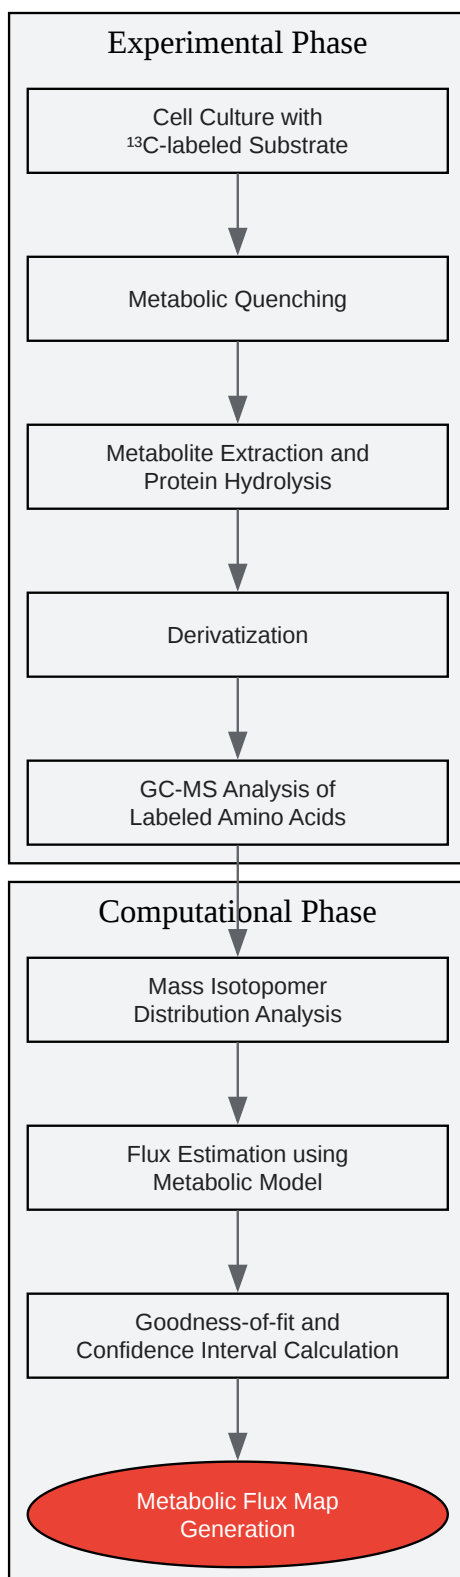 Experimental Phase
Cell Culture with
¹³C-labeled Substrate
Metabolic Quenching
Metabolite Extraction and
Protein Hydrolysis
Derivatization
GC-MS Analysis of
Labeled Amino Acids
Computational Phase
Mass Isotopomer
Distribution Analysis
Flux Estimation using
Metabolic Model
Goodness-of-fit and
Confidence Interval Calculation
Metabolic Flux Map
Generation